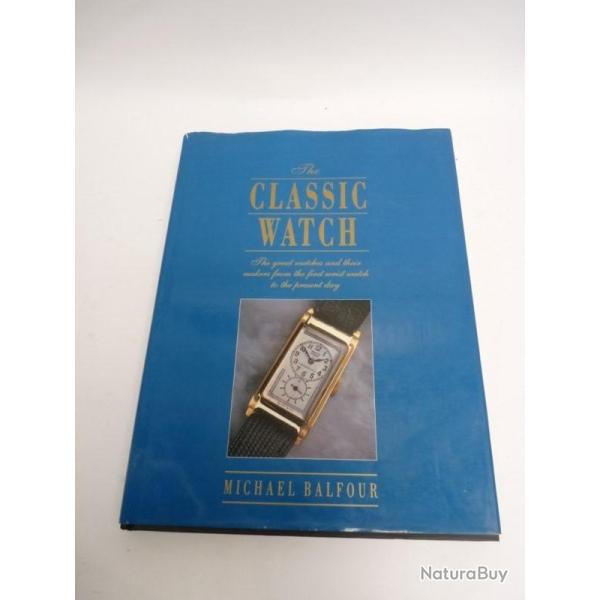 The
CLASSIC
WATCH
The great watches and their
makers from the first wrist watch
to the present day
MICHAEL BALFOUR
NaturaBuy